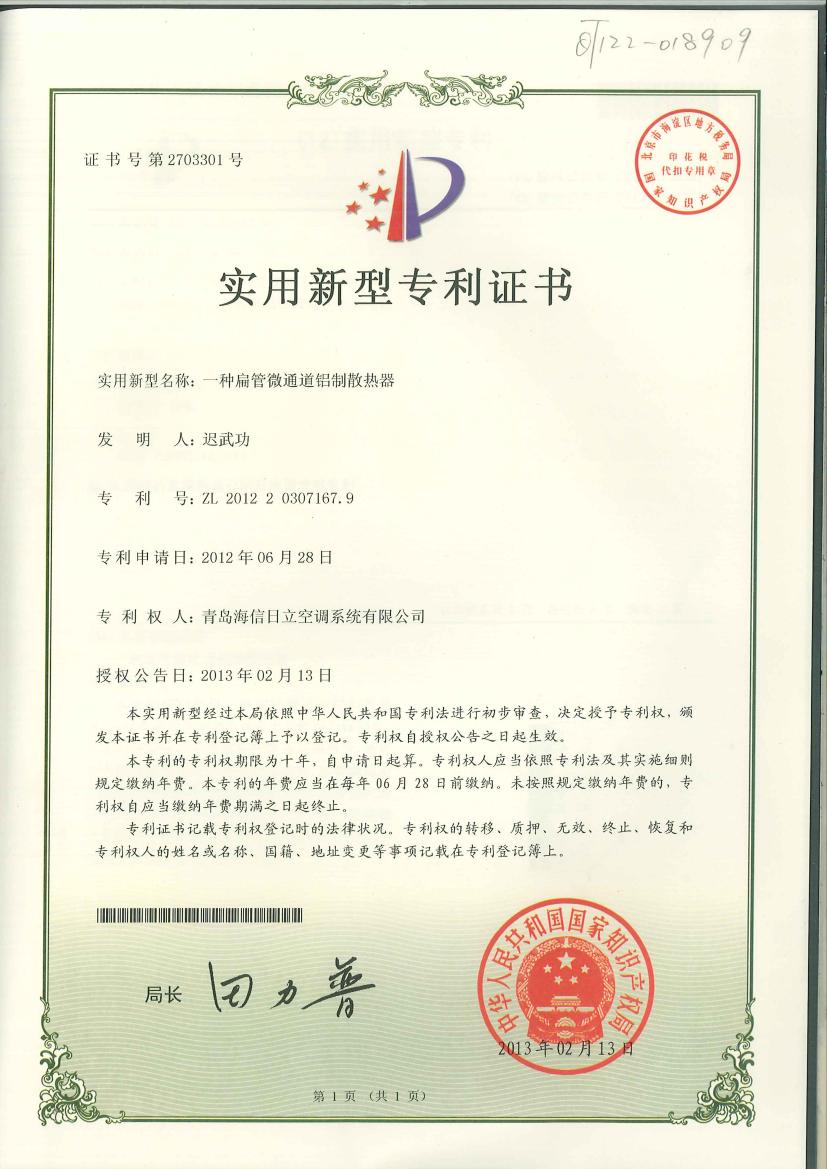 QT122-018909
证书号第2703301号
北京市海淀区地方税务局
印花税
代扣专用章
国家知识产权局
实用新型专利证书
实用新型名称：一种扁管微通道铝制散热器
发明人：迟武功
专利号：ZL 2012 2 0307167.9
专利申请日：2012年06月28日
专利权人：青岛海信日立空调系统有限公司
授权公告日：2013年02月13日
本实用新型经过本局依照中华人民共和国专利法进行初步审查，决定授予专利权，颁
发本证书并在专利登记簿上予以登记。专利权自授权公告之日起生效。
本专利的专利权期限为十年，自申请日起算。专利权人应当依照专利法及其实施细则
规定缴纳年费。本专利的年费应当在每年06月28日前缴纳。未按照规定缴纳年费的，专
利权自应当缴纳年费期满之日起终止。
专利证书记载专利权登记时的法律状况。专利权的转移、质押、无效、终止、恢复和
专利权人的姓名或名称、国籍、地址变更等事项记载在专利登记簿上。
局长
田力普
中华人民共和国国家知识产权局
2013年02月13日
第1页（共1页）